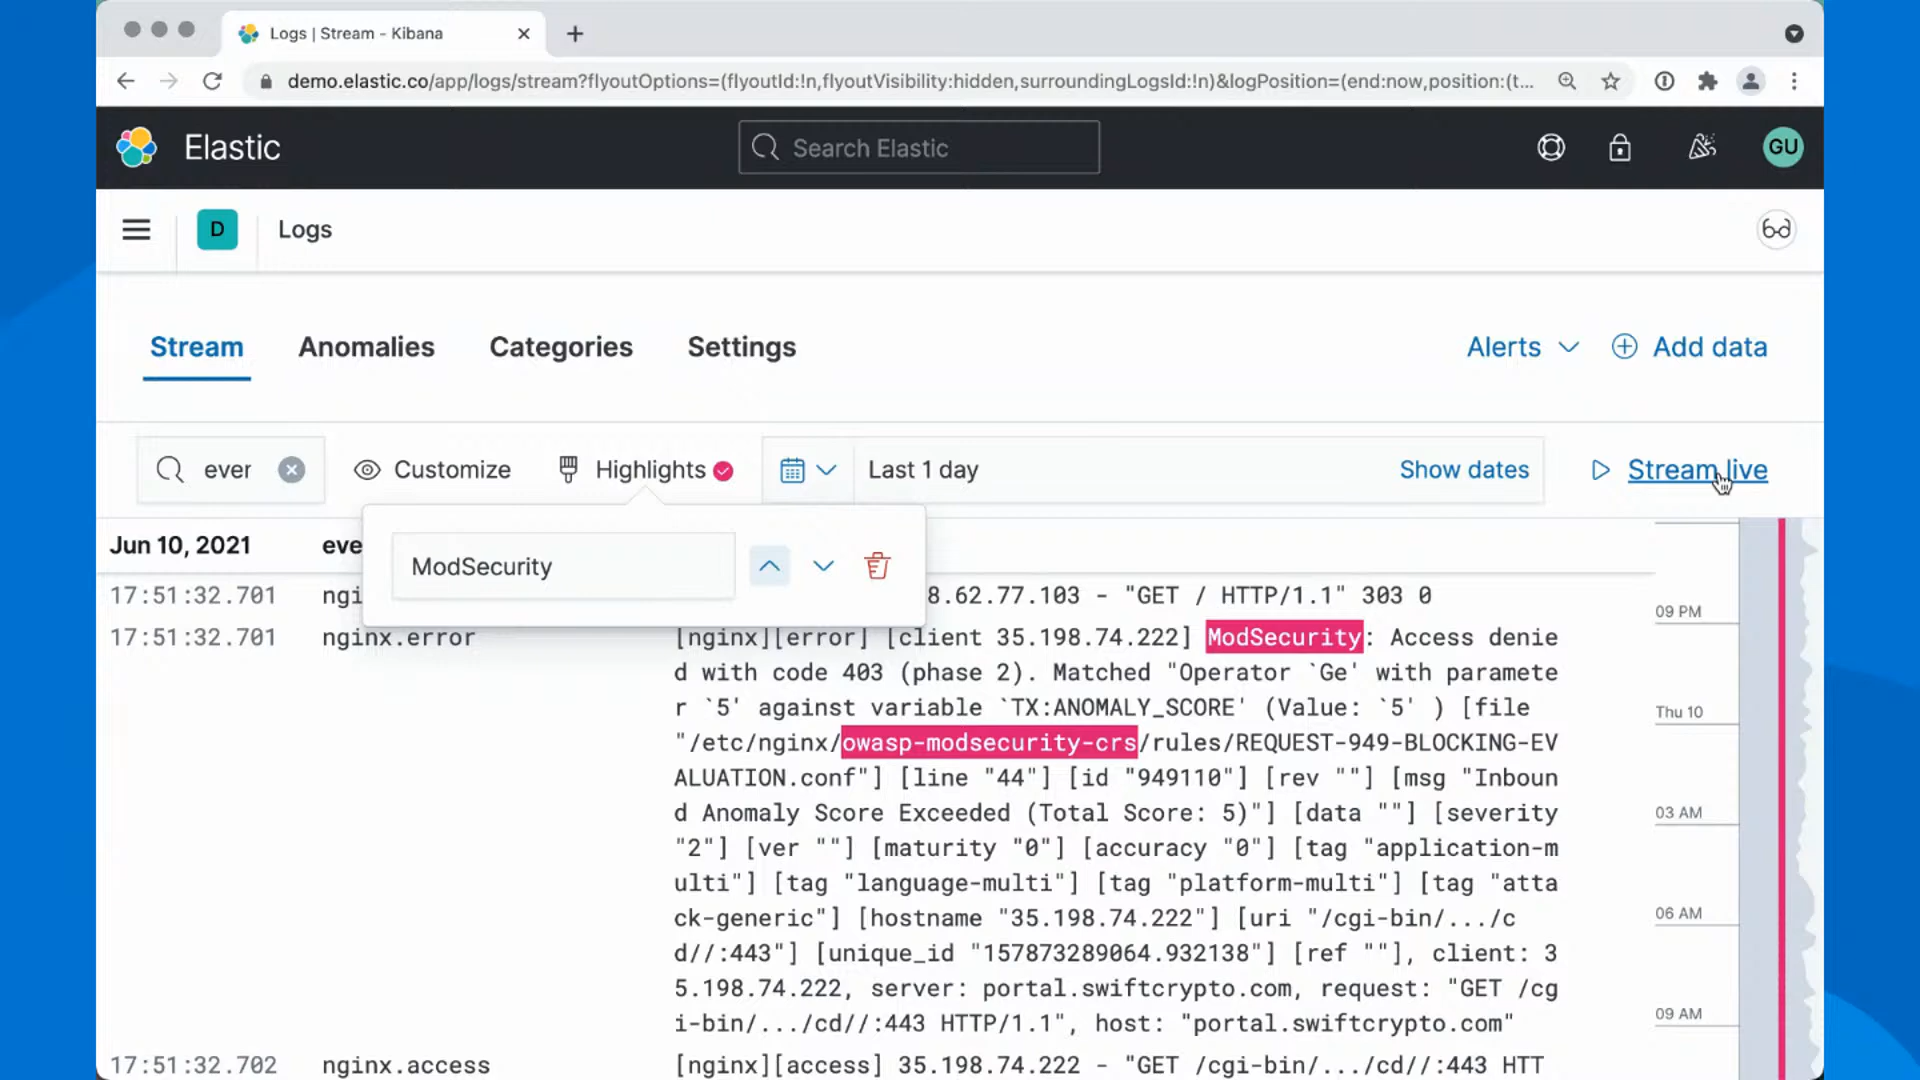 Logs | Stream - Kibana
demo.elastic.co/app/logs/stream?flyoutOptions=(flyoutId:!n,flyoutVisibility:hidden,surroundingLogsId:!n)&logPosition=(end:now,position:(t...
Elastic
Search Elastic
GU
D
Logs
Stream
Anomalies
Categories
Settings
Alerts
Add data
ever
Customize
Highlights
Last 1 day
Show dates
Stream live
ModSecurity
Jun 10, 2021 eve
17:51:32.701 ngi 8.62.77.103 - "GET / HTTP/1.1" 303 0
17:51:32.701 nginx.error [nginx][error] [client 35.198.74.222] ModSecurity: Access denie
d with code 403 (phase 2). Matched "Operator `Ge' with paramete
r `5' against variable `TX:ANOMALY_SCORE' (Value: `5' ) [file
"/etc/nginx/owasp-modsecurity-crs/rules/REQUEST-949-BLOCKING-EV
ALUATION.conf"] [line "44"] [id "949110"] [rev ""] [msg "Inboun
d Anomaly Score Exceeded (Total Score: 5)"] [data ""] [severity
"2"] [ver ""] [maturity "0"] [accuracy "0"] [tag "application-m
ulti"] [tag "language-multi"] [tag "platform-multi"] [tag "atta
ck-generic"] [hostname "35.198.74.222"] [uri "/cgi-bin/.../c
d//:443"] [unique_id "157873289064.932138"] [ref ""], client: 3
5.198.74.222, server: portal.swiftcrypto.com, request: "GET /cg
i-bin/.../cd//:443 HTTP/1.1", host: "portal.swiftcrypto.com"
17:51:32.702 nginx.access [nginx][access] 35.198.74.222 - "GET /cgi-bin/.../cd//:443 HTT
09 PM
Thu 10
03 AM
06 AM
09 AM